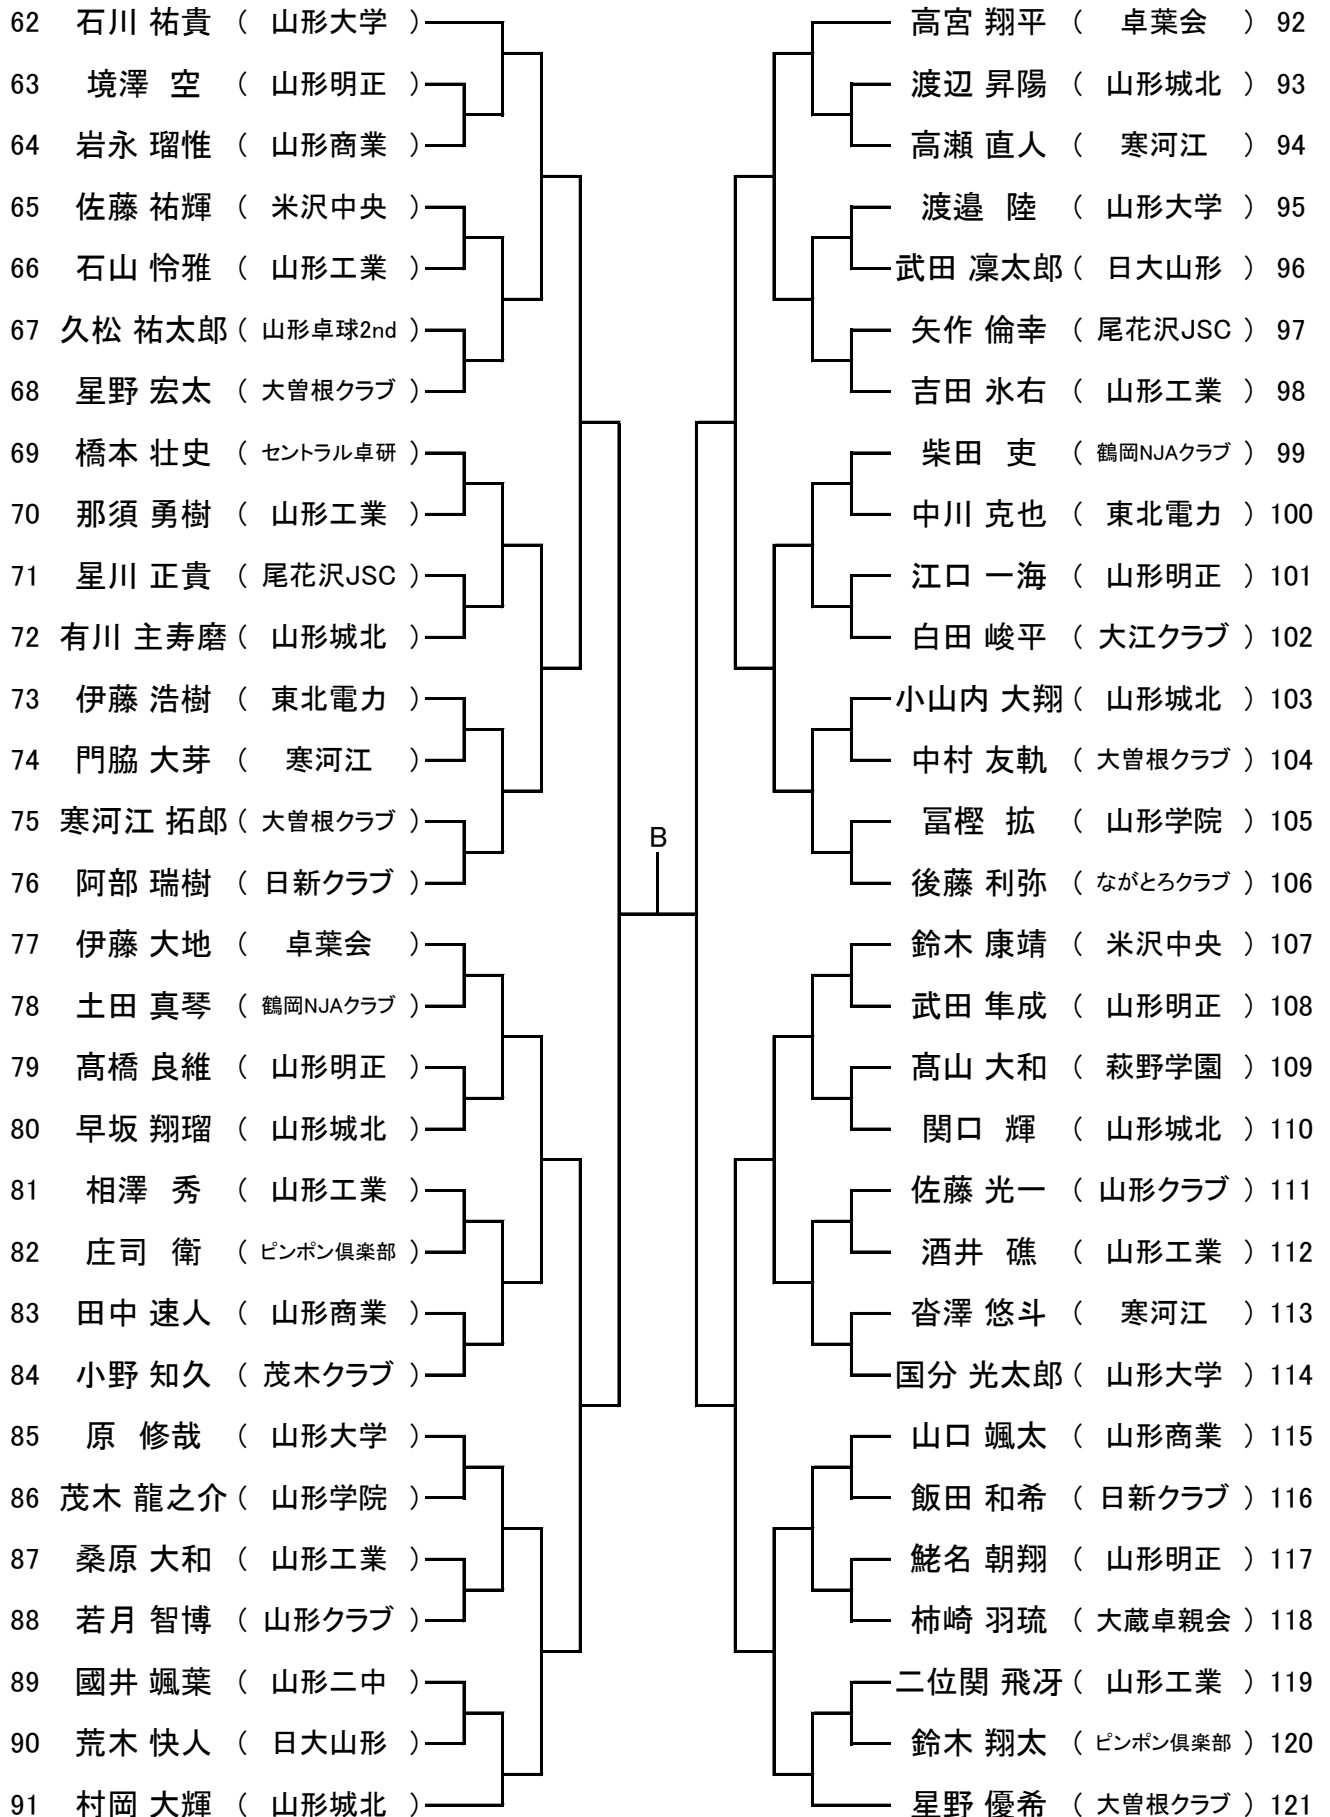 62 石川 祐貴 ( 山形大学 )
63 境澤 空 ( 山形明正 )
64 岩永 瑠惟 ( 山形商業 )
65 佐藤 祐輝 ( 米沢中央 )
66 石山 怜雅 ( 山形工業 )
67 久松 祐太郎 ( 山形卓球2nd )
68 星野 宏太 ( 大曽根クラブ )
69 橋本 壮史 ( セントラル卓研 )
70 那須 勇樹 ( 山形工業 )
71 星川 正貴 ( 尾花沢JSC )
72 有川 主寿磨 ( 山形城北 )
73 伊藤 浩樹 ( 東北電力 )
74 門脇 大芽 ( 寒河江 )
75 寒河江 拓郎 ( 大曽根クラブ )
76 阿部 瑞樹 ( 日新クラブ )
77 伊藤 大地 ( 卓葉会 )
78 土田 真琴 ( 鶴岡NJAクラブ )
79 髙橋 良維 ( 山形明正 )
80 早坂 翔瑠 ( 山形城北 )
81 相澤 秀 ( 山形工業 )
82 庄司 衛 ( ピンポン倶楽部 )
83 田中 速人 ( 山形商業 )
84 小野 知久 ( 茂木クラブ )
85 原 修哉 ( 山形大学 )
86 茂木 龍之介 ( 山形学院 )
87 桑原 大和 ( 山形工業 )
88 若月 智博 ( 山形クラブ )
89 國井 颯葉 ( 山形二中 )
90 荒木 快人 ( 日大山形 )
91 村岡 大輝 ( 山形城北 )
B
高宮 翔平 ( 卓葉会 ) 92
渡辺 昇陽 ( 山形城北 ) 93
高瀬 直人 ( 寒河江 ) 94
渡邉 陸 ( 山形大学 ) 95
武田 凜太郎 ( 日大山形 ) 96
矢作 倫幸 ( 尾花沢JSC ) 97
吉田 氷右 ( 山形工業 ) 98
柴田 吏 ( 鶴岡NJAクラブ ) 99
中川 克也 ( 東北電力 ) 100
江口 一海 ( 山形明正 ) 101
白田 峻平 ( 大江クラブ ) 102
小山内 大翔 ( 山形城北 ) 103
中村 友軌 ( 大曽根クラブ ) 104
冨樫 拡 ( 山形学院 ) 105
後藤 利弥 ( ながとろクラブ ) 106
鈴木 康靖 ( 米沢中央 ) 107
武田 隼成 ( 山形明正 ) 108
髙山 大和 ( 萩野学園 ) 109
関口 輝 ( 山形城北 ) 110
佐藤 光一 ( 山形クラブ ) 111
酒井 礁 ( 山形工業 ) 112
沓澤 悠斗 ( 寒河江 ) 113
国分 光太郎 ( 山形大学 ) 114
山口 颯太 ( 山形商業 ) 115
飯田 和希 ( 日新クラブ ) 116
鮱名 朝翔 ( 山形明正 ) 117
柿崎 羽琉 ( 大蔵卓親会 ) 118
二位関 飛冴 ( 山形工業 ) 119
鈴木 翔太 ( ピンポン倶楽部 ) 120
星野 優希 ( 大曽根クラブ ) 121